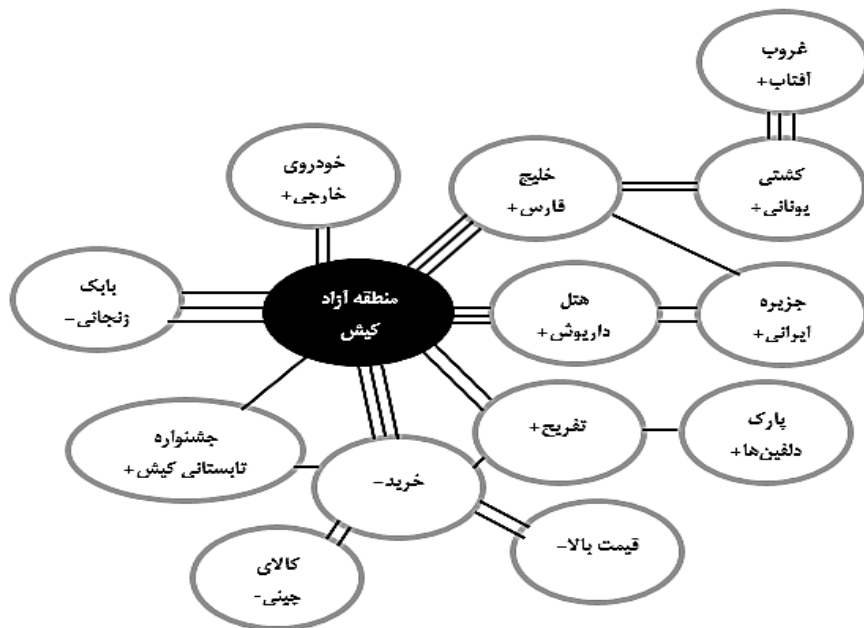 غروب
آفتاب+
خودروی
خارجی+
خلیج
فارس+
کشتی
یونانی+
بابک
زنجانی-
منطقه آزاد
کیش
هتل
داریوش+
جزیره
ایرانی+
جشنواره
تابستانی کیش+
تفریح+
پارک
دلفین‌ها+
خرید-
کالای
چینی-
قیمت بالا-